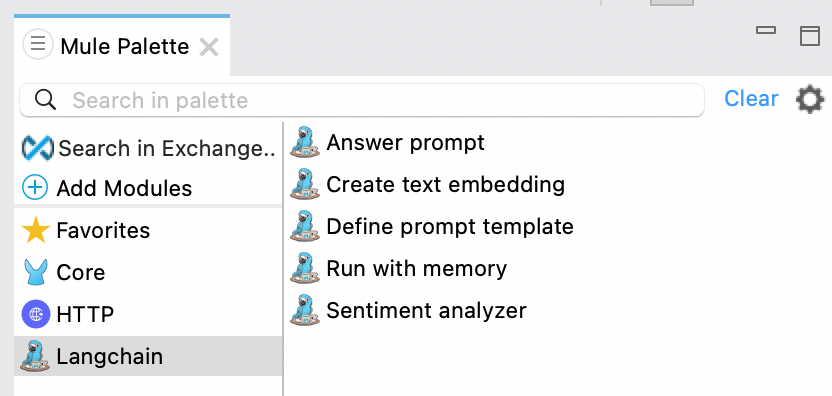 Mule Palette
Search in palette
Clear
Search in Exchange..
Add Modules
Favorites
Core
HTTP
Langchain
Answer prompt
Create text embedding
Define prompt template
Run with memory
Sentiment analyzer